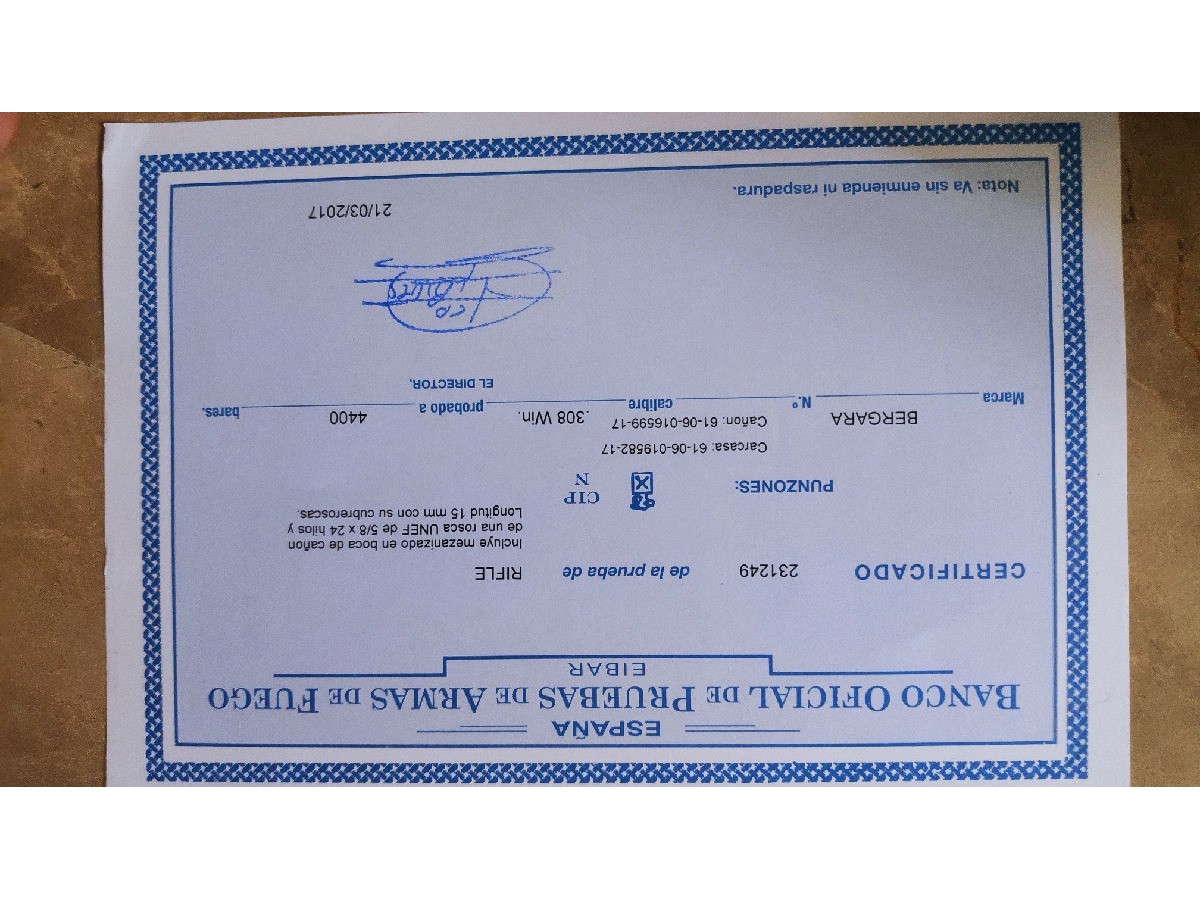 ESPAÑA
BANCO OFICIAL DE PRUEBAS DE ARMAS DE FUEGO
EIBAR
CERTIFICADO 231249 de la prueba de RIFLE
Incluye mezanizado en boca de cañon
de una rosca UNEF de 5/8 x 24 hilos y
Longitud 15 mm con su cubreroscas.
PUNZONES: CIP
N
Carcasa: 61-06-019582-17
Cañon: 61-06-016599-17
Marca BERGARA N.º calibre .308 Win. probado a 4400 bares.
EL DIRECTOR,
21/03/2017
Nota: Va sin enmienda ni raspadura.